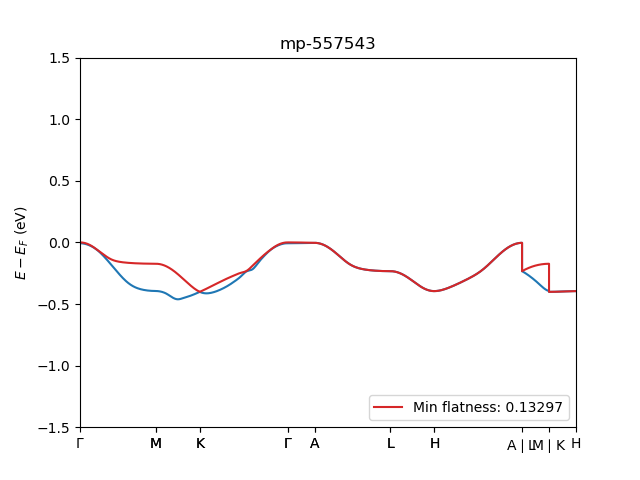 mp-557543
1.5
1.0
0.5
0.0
−0.5
−1.0
−1.5
E − E_F (eV)
Min flatness: 0.13297
Γ M K Γ A L H A | L M | K H